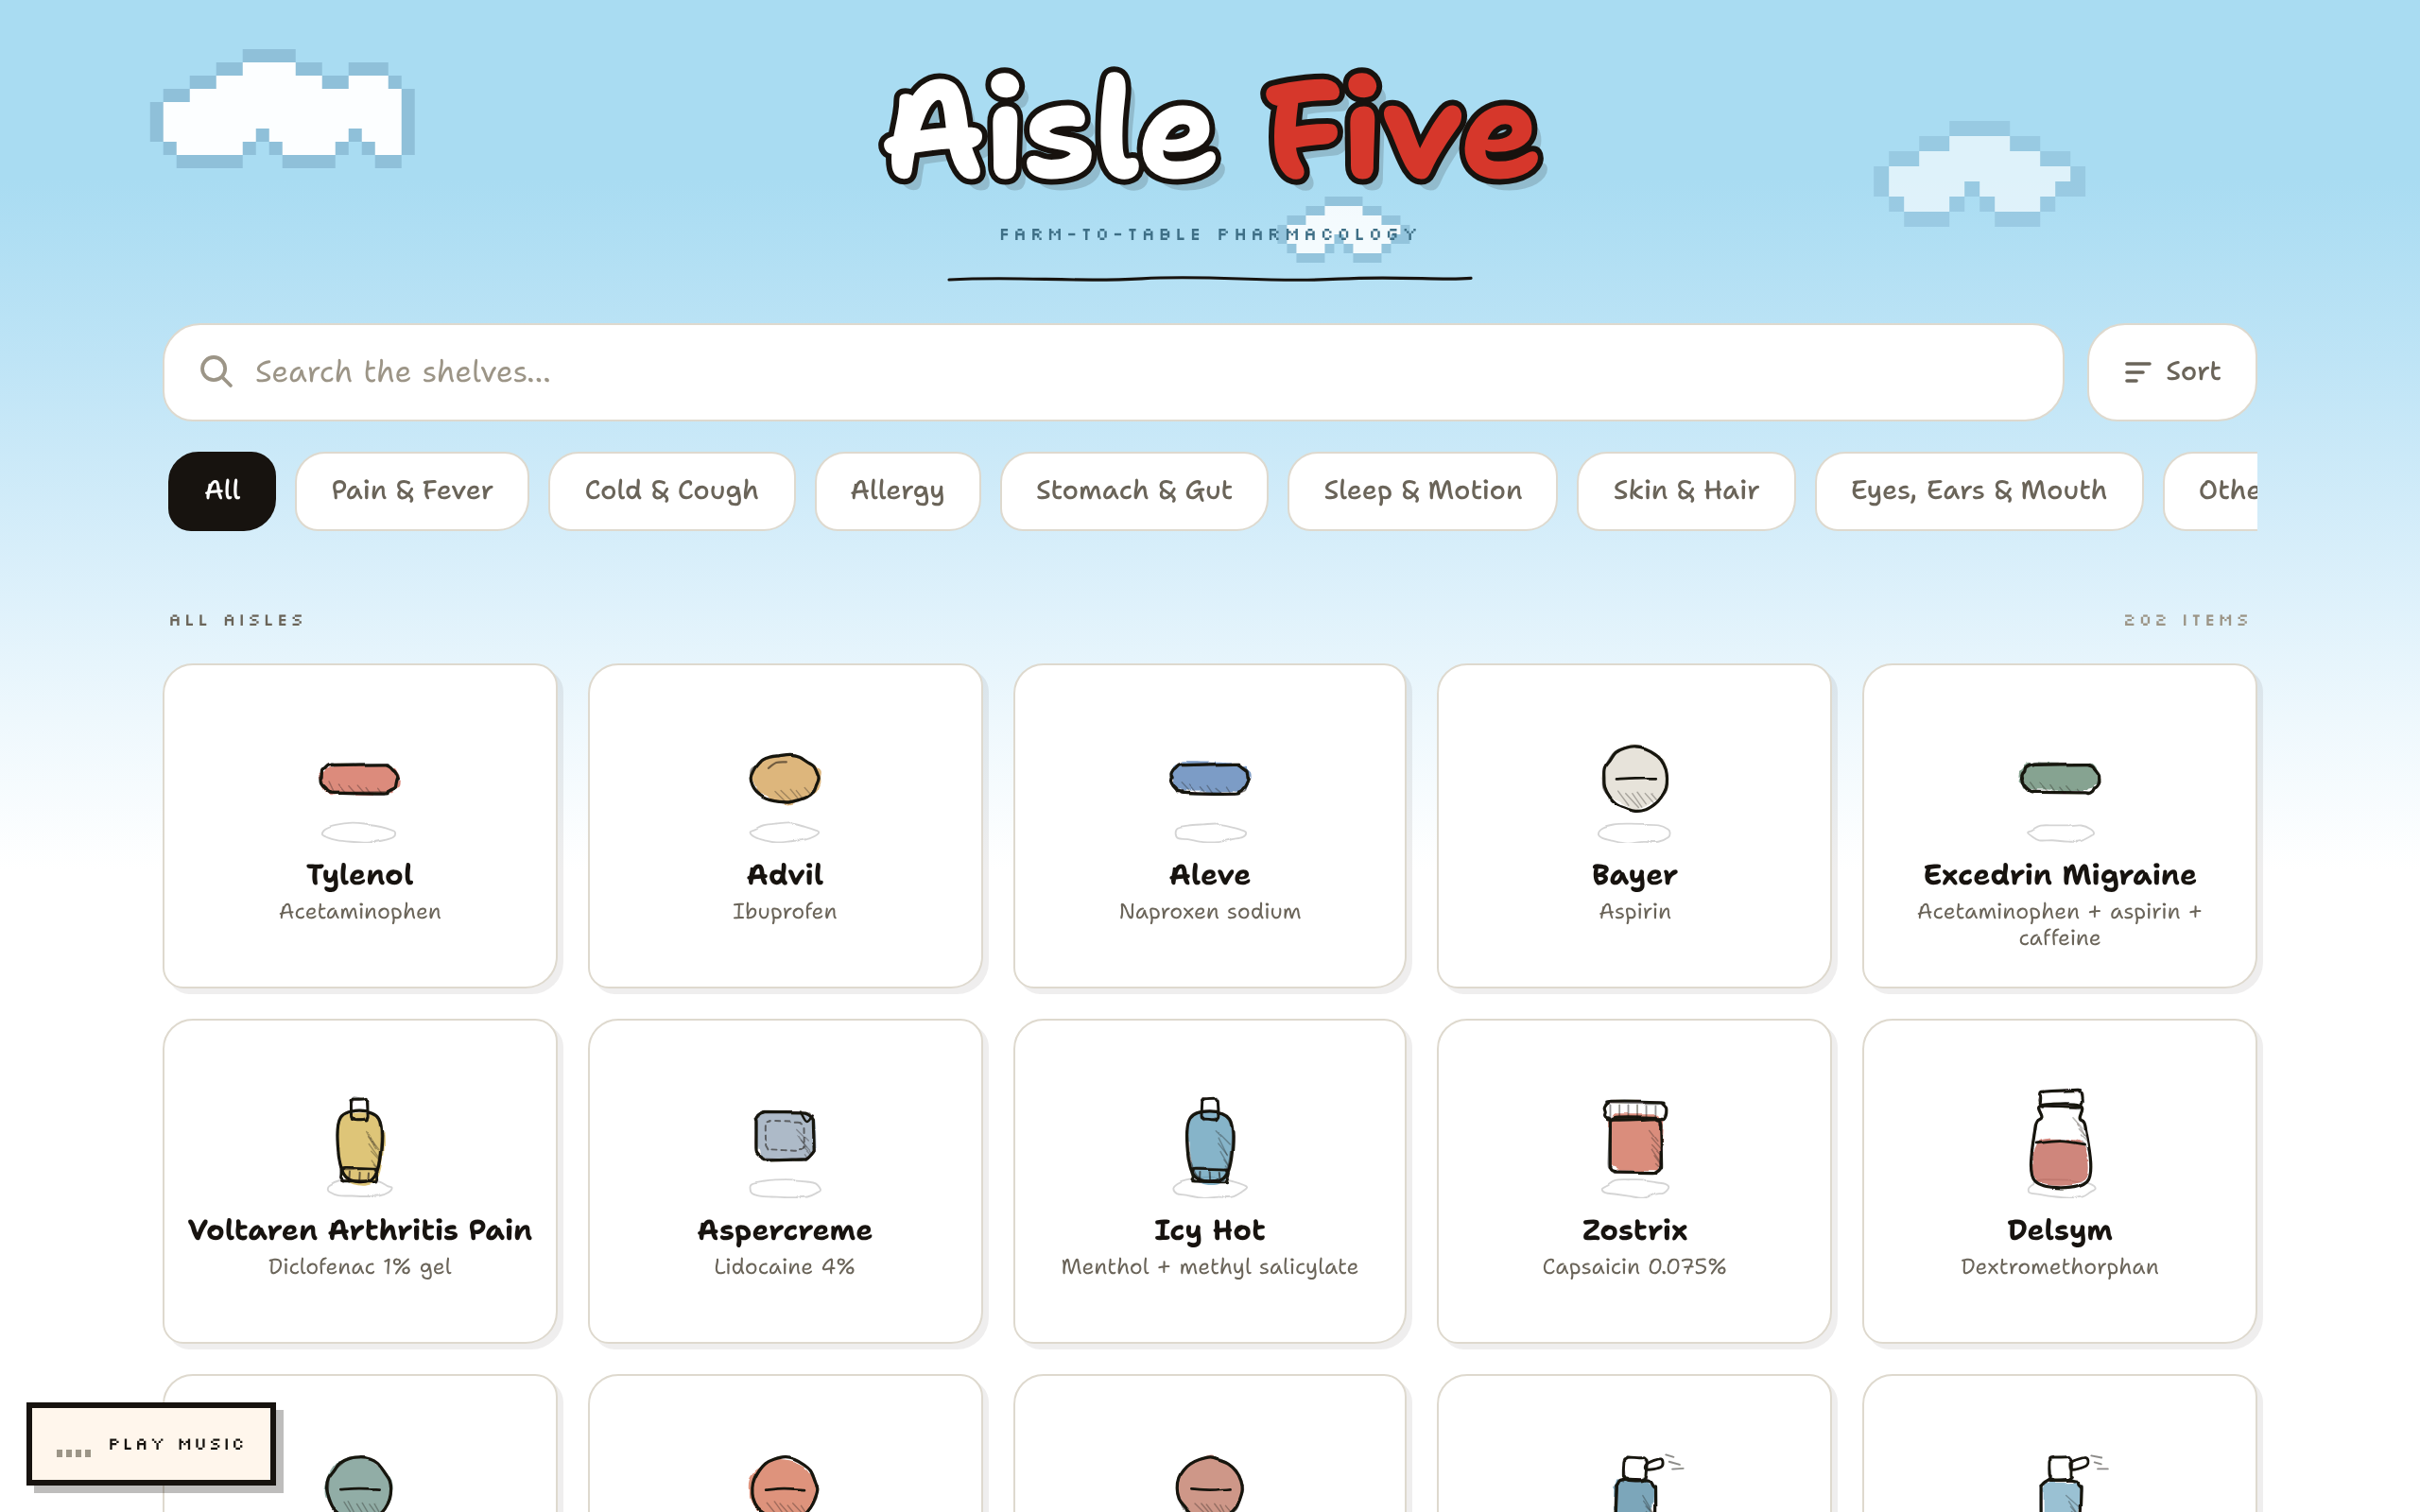 Aisle Five
FARM-TO-TABLE PHARMACOLOGY
Search the shelves...
Sort
All
Pain & Fever
Cold & Cough
Allergy
Stomach & Gut
Sleep & Motion
Skin & Hair
Eyes, Ears & Mouth
Othe
ALL AISLES
202 ITEMS
Tylenol
Acetaminophen
Advil
Ibuprofen
Aleve
Naproxen sodium
Bayer
Aspirin
Excedrin Migraine
Acetaminophen + aspirin +
caffeine
Voltaren Arthritis Pain
Diclofenac 1% gel
Aspercreme
Lidocaine 4%
Icy Hot
Menthol + methyl salicylate
Zostrix
Capsaicin 0.075%
Delsym
Dextromethorphan
PLAY MUSIC